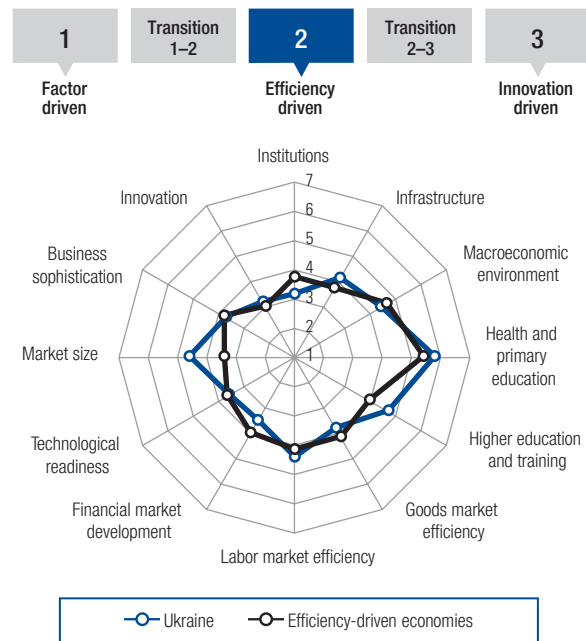 1
Transition
1–2
2
Transition
2–3
3
Factor
driven
Efficiency
driven
Innovation
driven
Institutions
Innovation
Infrastructure
Business
sophistication
Macroeconomic
environment
Market size
Health and
primary
education
Technological
readiness
Higher education
and training
Financial market
development
Goods market
efficiency
Labor market efficiency
7
6
5
4
3
2
1
Ukraine
Efficiency-driven economies